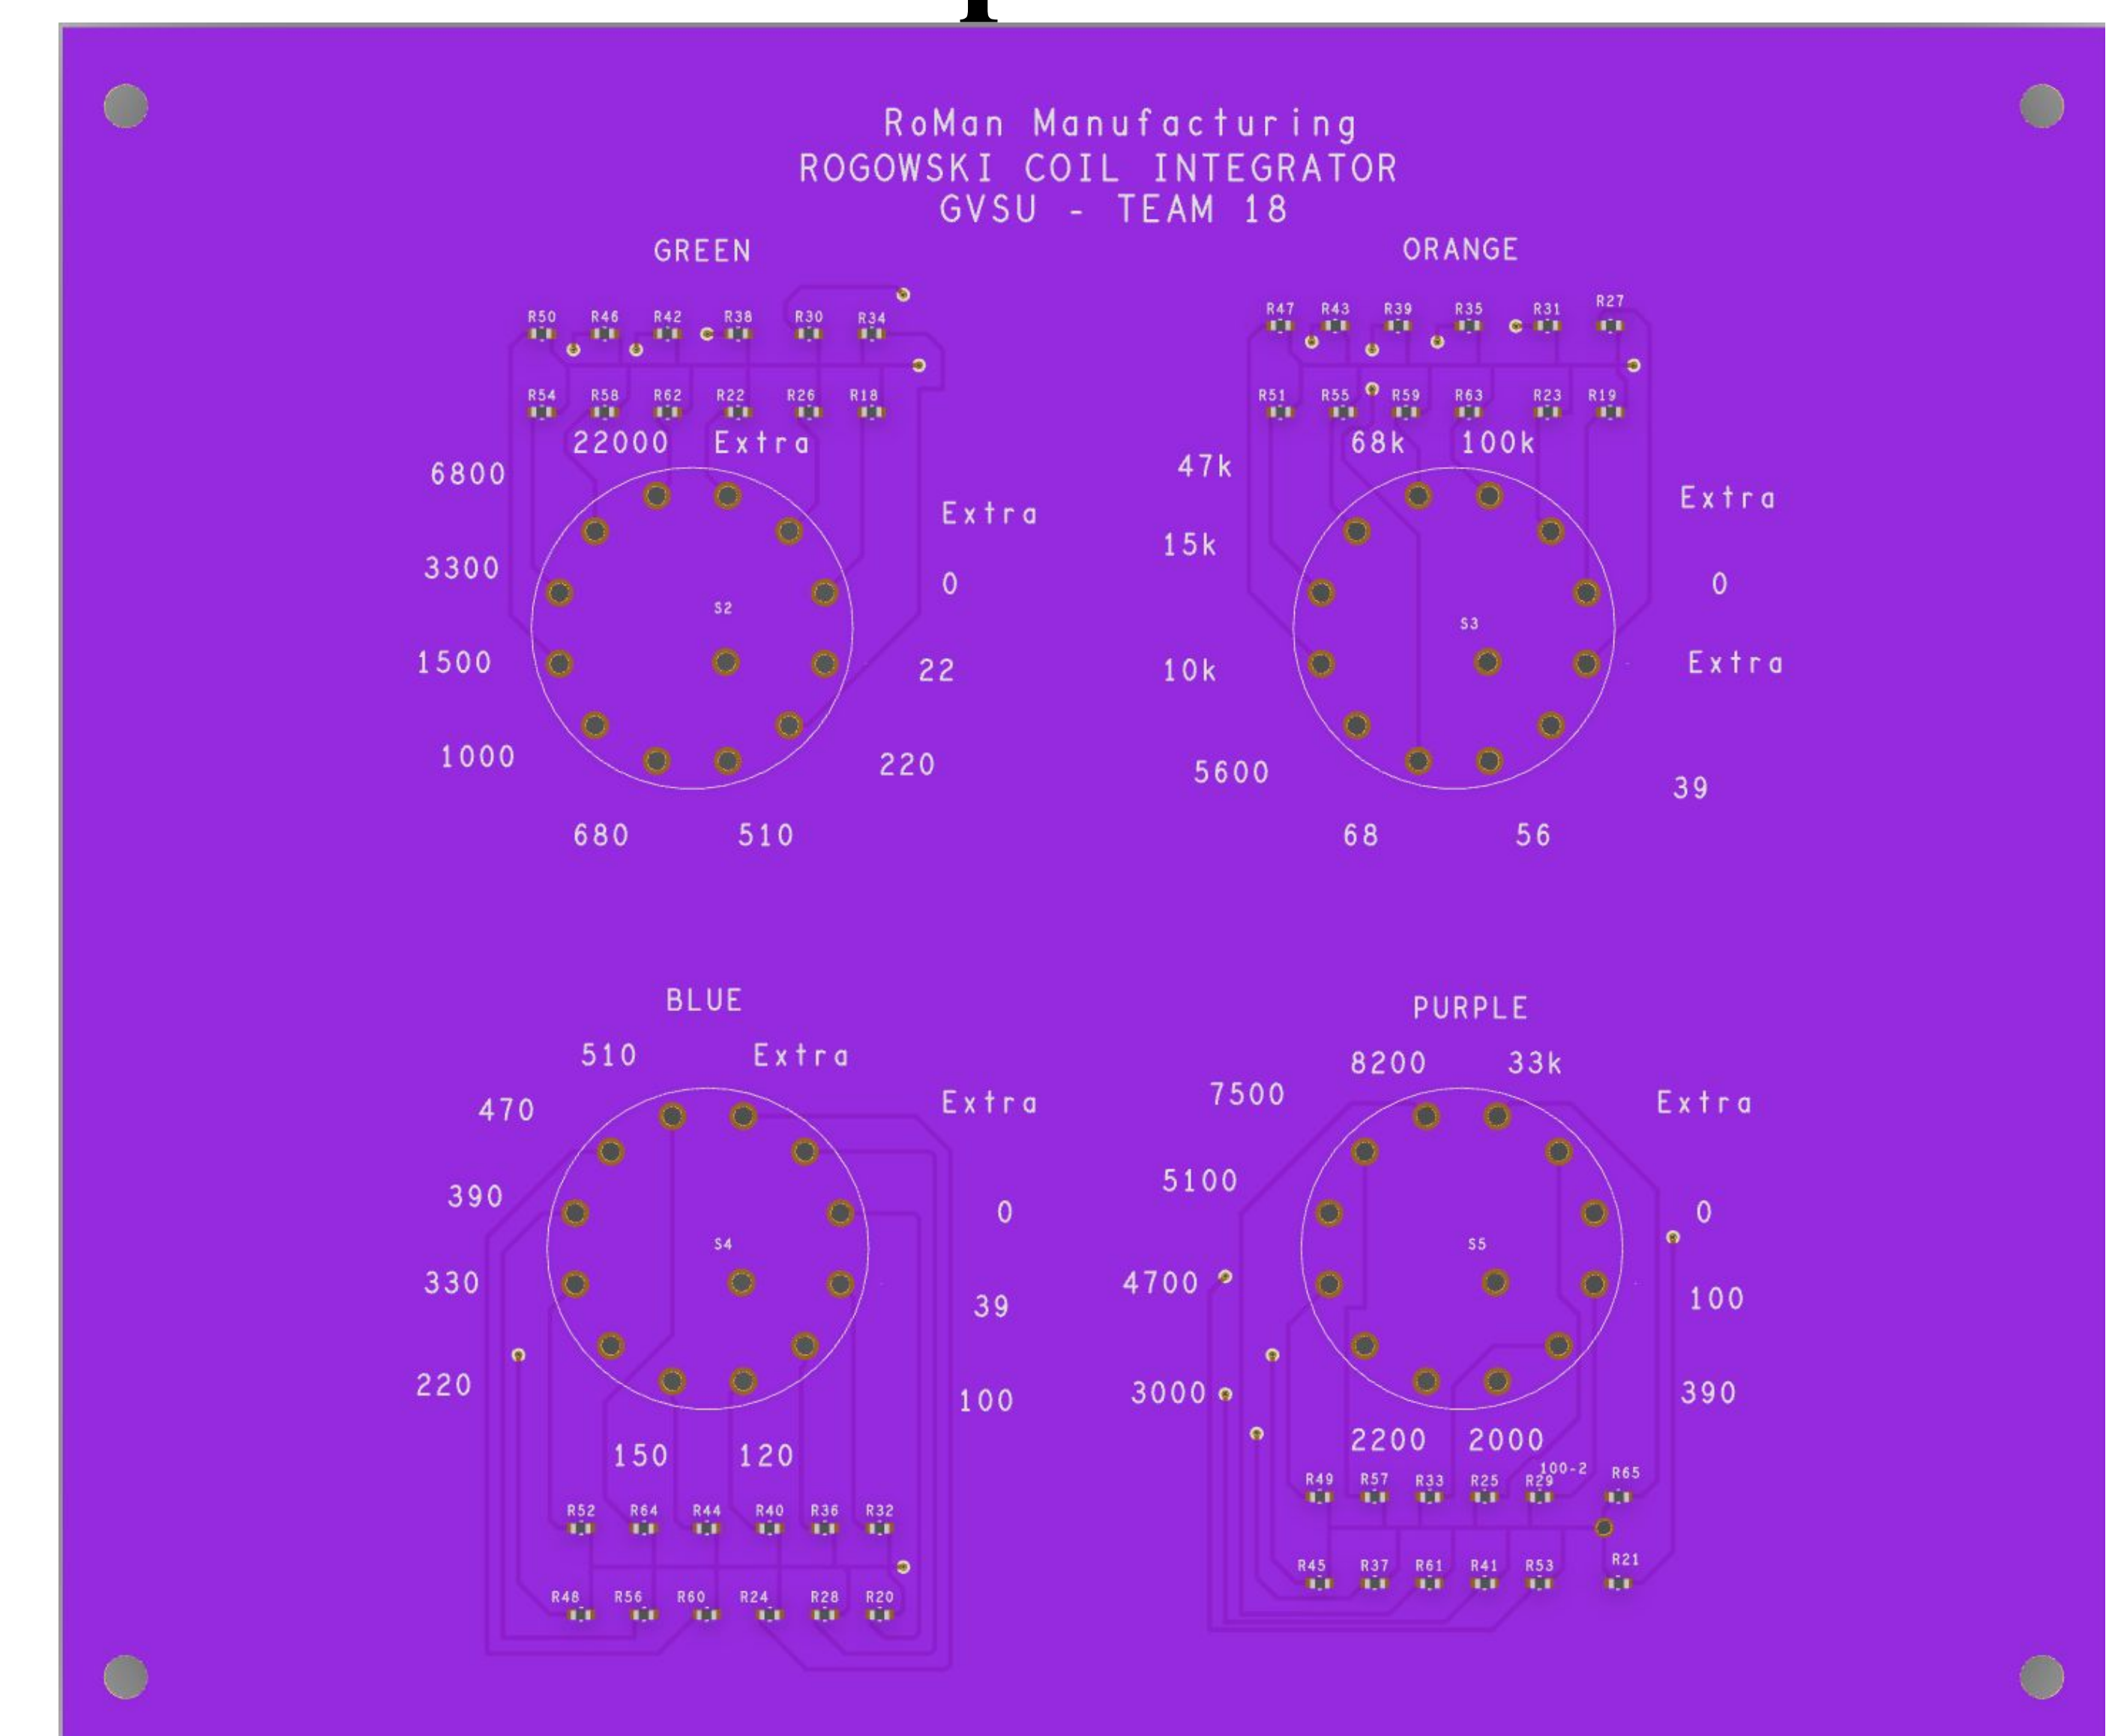 RoMan Manufacturing
ROGOWSKI COIL INTEGRATOR
GVSU - TEAM 18
GREEN
R50 R46 R42 R38 R30 R34
R54 R58 R62 R22 R26 R18
22000 Extra
6800
Extra
3300
0
S2
1500
22
1000
220
680 510
ORANGE
R47 R43 R39 R35 R31 R27
R51 R55 R59 R63 R23 R19
68k 100k
47k
Extra
15k
0
S3
10k
Extra
5600
39
68 56
BLUE
510 Extra
470
Extra
390
0
S4
330
39
220
100
150 120
R52 R64 R44 R40 R36 R32
R48 R56 R60 R24 R28 R20
PURPLE
8200 33k
7500
Extra
5100
0
S5
4700
100
3000
390
2200 2000
100-2
R49 R57 R33 R25 R29 R65
R45 R37 R61 R41 R53 R21